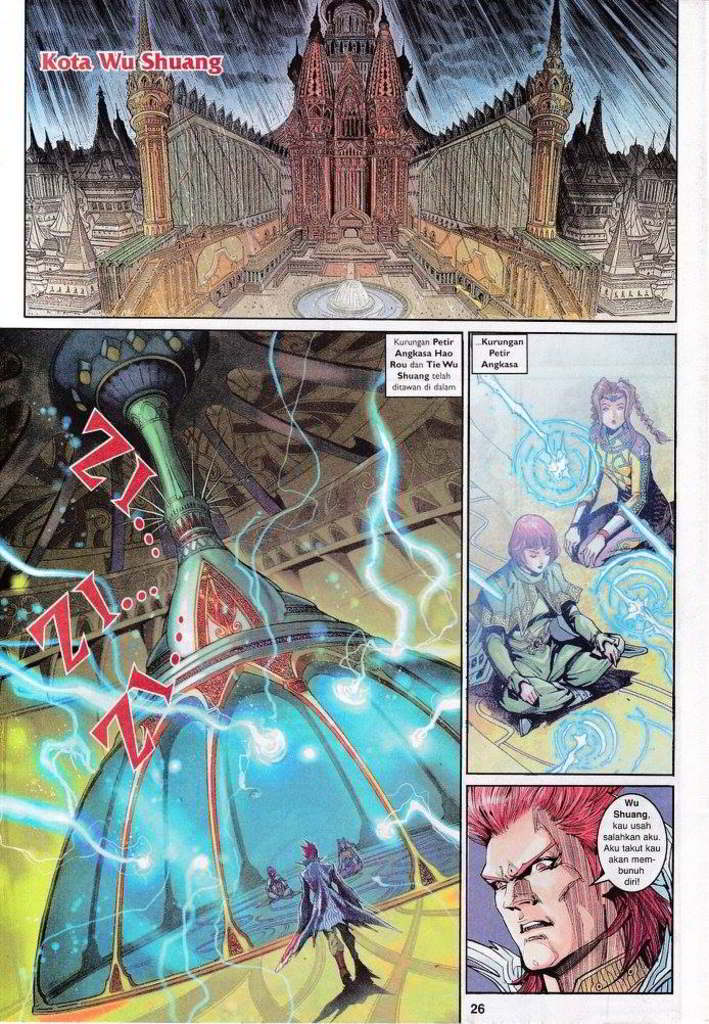 Kota Wu Shuang
Kurungan Petir
Angkasa Hao
Rou dan Tie Wu
Shuang telah
ditawan di dalam
...Kurungan
Petir
Angkasa
ZI...
ZI...
ZI...
Wu
Shuang,
kau usah
salahkan aku.
Aku takut kau
akan mem-
bunuh
diri!
26